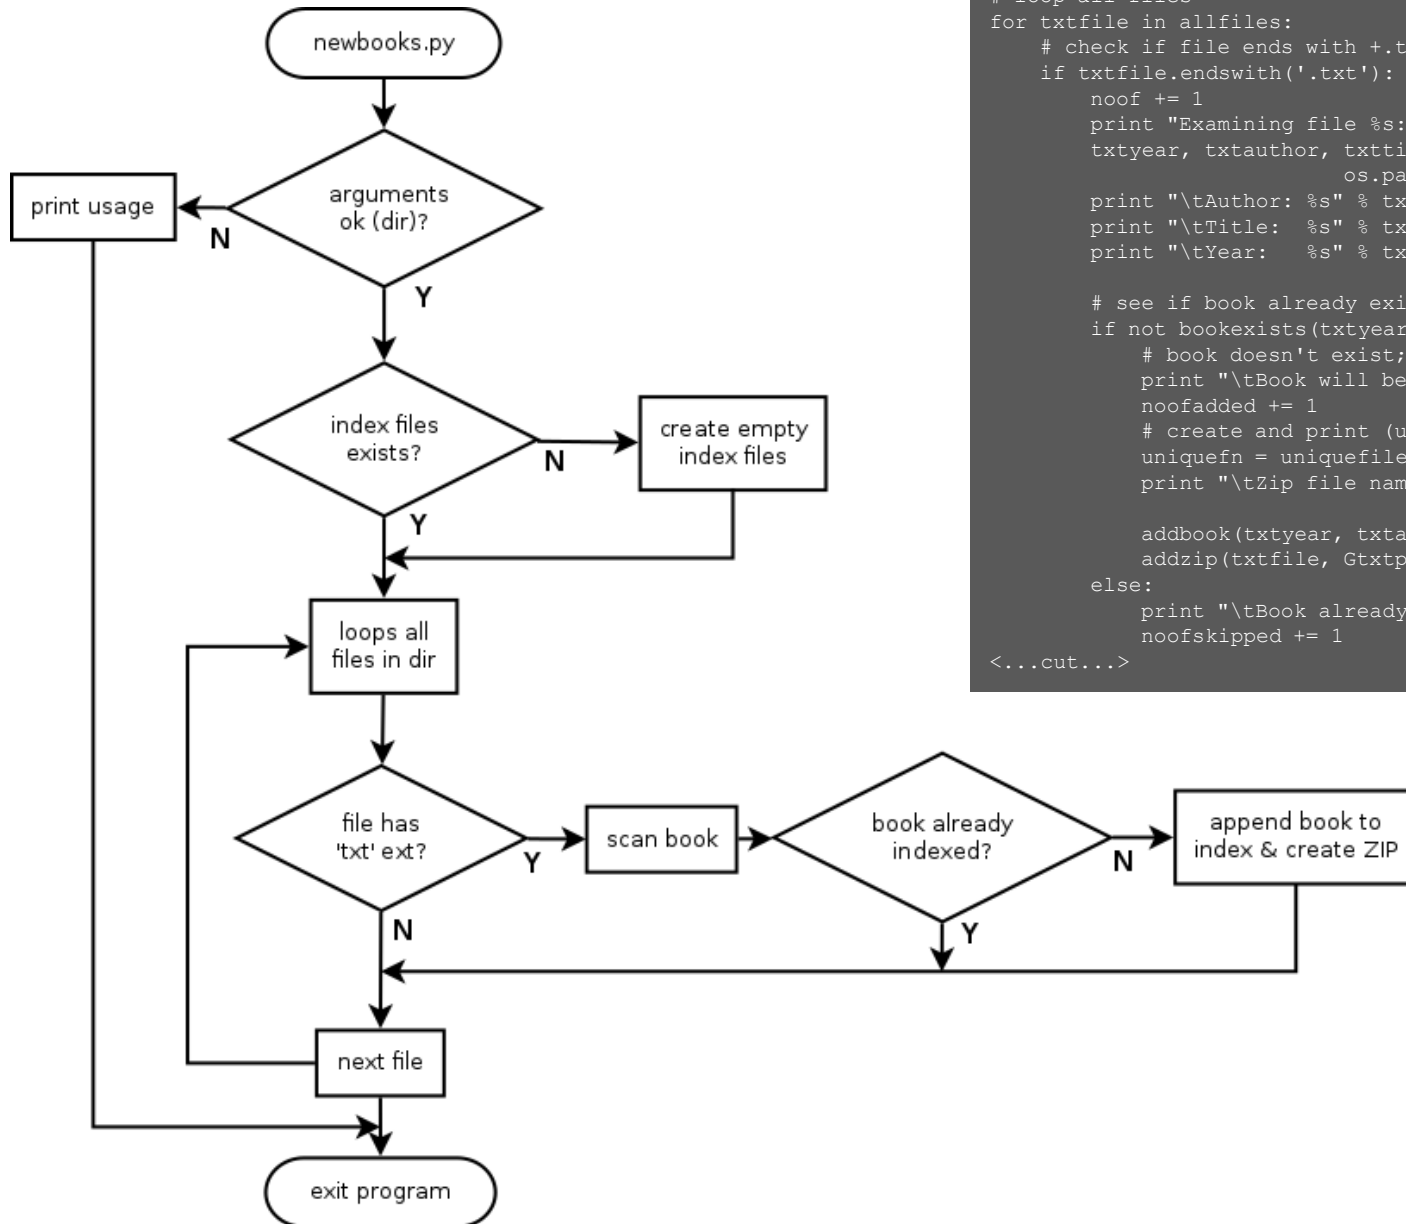 newbooks.py
arguments
ok (dir)?
print usage
N
Y
index files
exists?
N
create empty
index files
Y
loops all
files in dir
file has
'txt' ext?
Y
scan book
book already
indexed?
N
append book to
index & create ZIP
N
Y
next file
exit program
# loop all files
for txtfile in allfiles:
# check if file ends with +.t
if txtfile.endswith('.txt'):
noof += 1
print "Examining file %s:
txtyear, txtauthor, txtti
os.pa
print "\tAuthor: %s" % tx
print "\tTitle:  %s" % tx
print "\tYear:   %s" % tx
# see if book already exi
if not bookexists(txtyear
# book doesn't exist;
print "\tBook will be
noofadded += 1
# create and print (u
uniquefn = uniquefile
print "\tZip file nam
addbook(txtyear, txta
addzip(txtfile, Gtxtp
else:
print "\tBook already
noofskipped += 1
<...cut...>